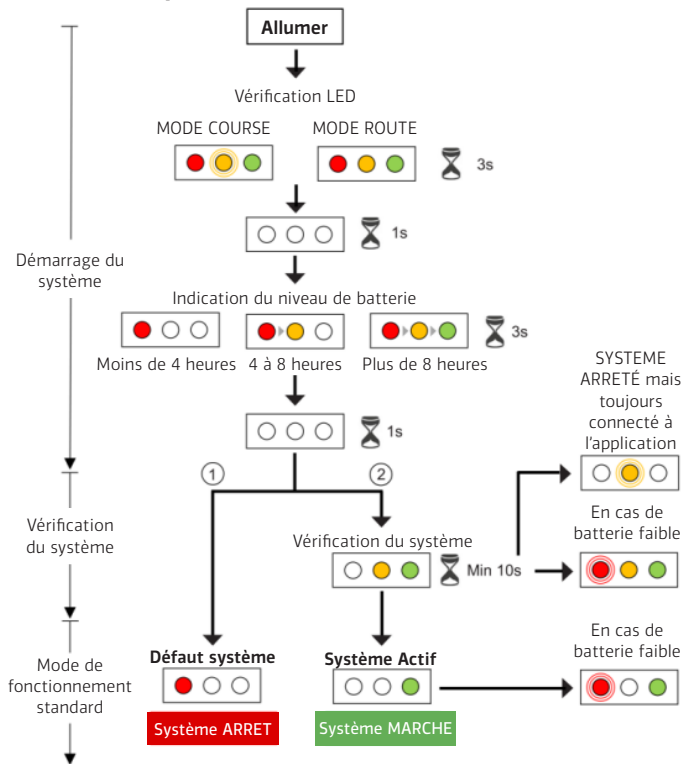 Allumer
Vérification LED
MODE COURSE
MODE ROUTE
3s
1s
Démarrage du
système
Indication du niveau de batterie
3s
Moins de 4 heures
4 à 8 heures
Plus de 8 heures
1s
SYSTEME
ARRETÉ mais
toujours
connecté à
l'application
1
2
Vérification
du système
Vérification du système
Min 10s
En cas de
batterie faible
Mode de
fonctionnement
standard
Défaut système
Système ARRET
Système Actif
Système MARCHE
En cas de
batterie faible